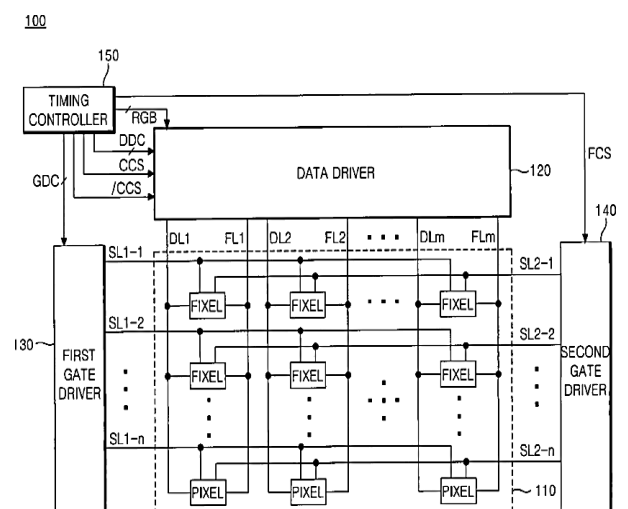 100
150
TIMING
CONTROLLER
RGB
DDC
CCS
/CCS
GDC
DATA DRIVER
120
FCS
140
DL1 FL1 DL2 FL2 DLm FLm
SL1-1
SL2-1
FIXEL FIXEL FIXEL
SL1-2
SL2-2
130
FIRST
GATE
DRIVER
FIXEL FIXEL FIXEL
SECOND
GATE
DRIVER
SL1-n
SL2-n
PIXEL PIXEL PIXEL
110